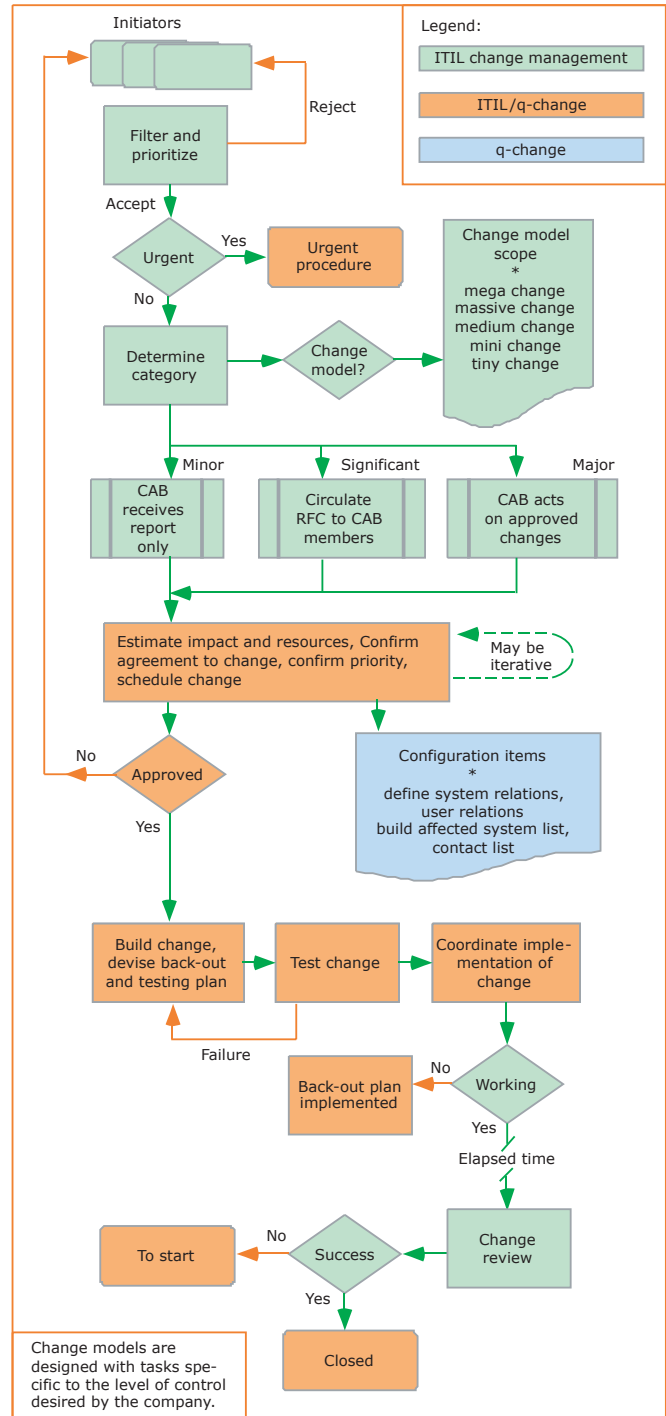 Initiators
Legend:
ITIL change management
ITIL/q-change
q-change
Reject
Filter and
prioritize
Accept
Urgent
Yes
Urgent
procedure
No
Change model
scope
*
mega change
massive change
medium change
mini change
tiny change
Determine
category
Change
model?
Minor
Significant
Major
CAB
receives
report
only
Circulate
RFC to CAB
members
CAB acts
on approved
changes
Estimate impact and resources, Confirm
agreement to change, confirm priority,
schedule change
May be
iterative
No
Approved
Yes
Configuration items
*
define system relations,
user relations
build affected system list,
contact list
Build change,
devise back-out
and testing plan
Test change
Coordinate imple-
mentation of
change
Failure
Back-out plan
implemented
No
Working
Yes
Elapsed time
Change
review
Success
No
To start
Yes
Closed
Change models are
designed with tasks spe-
cific to the level of control
desired by the company.